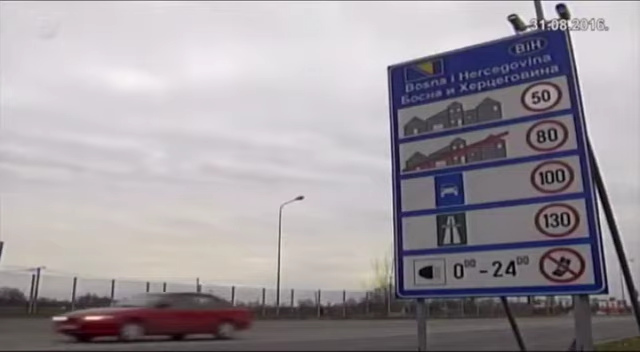 31.08.2016.
BiH
Bosna i Hercegovina
Босна и Херцеговина
50
80
100
130
0⁰⁰ - 24⁰⁰